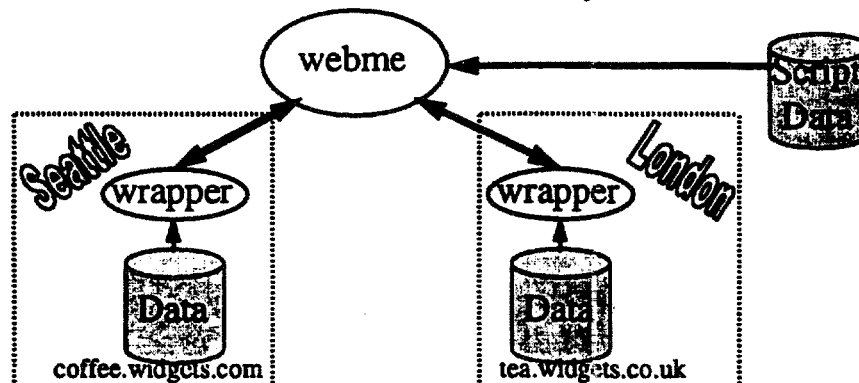 webme
Script
Data
Seattle
London
wrapper
wrapper
Data
Data
coffee.widgets.com
tea.widgets.co.uk